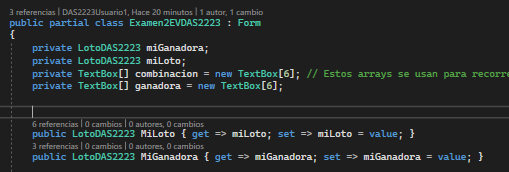 3 referencias | DAS2223Usuario1, Hace 20 minutos | 1 autor, 1 cambio
public partial class Examen2EVDAS2223 : Form
{
private LotoDAS2223 miGanadora;
private LotoDAS2223 miLoto;
private TextBox[] combinacion = new TextBox[6]; // Estos arrays se usan para recorre
private TextBox[] ganadora = new TextBox[6];
6 referencias | 0 cambios | 0 autores, 0 cambios
public LotoDAS2223 MiLoto { get => miLoto; set => miLoto = value; }
3 referencias | 0 cambios | 0 autores, 0 cambios
public LotoDAS2223 MiGanadora { get => miGanadora; set => miGanadora = value; }